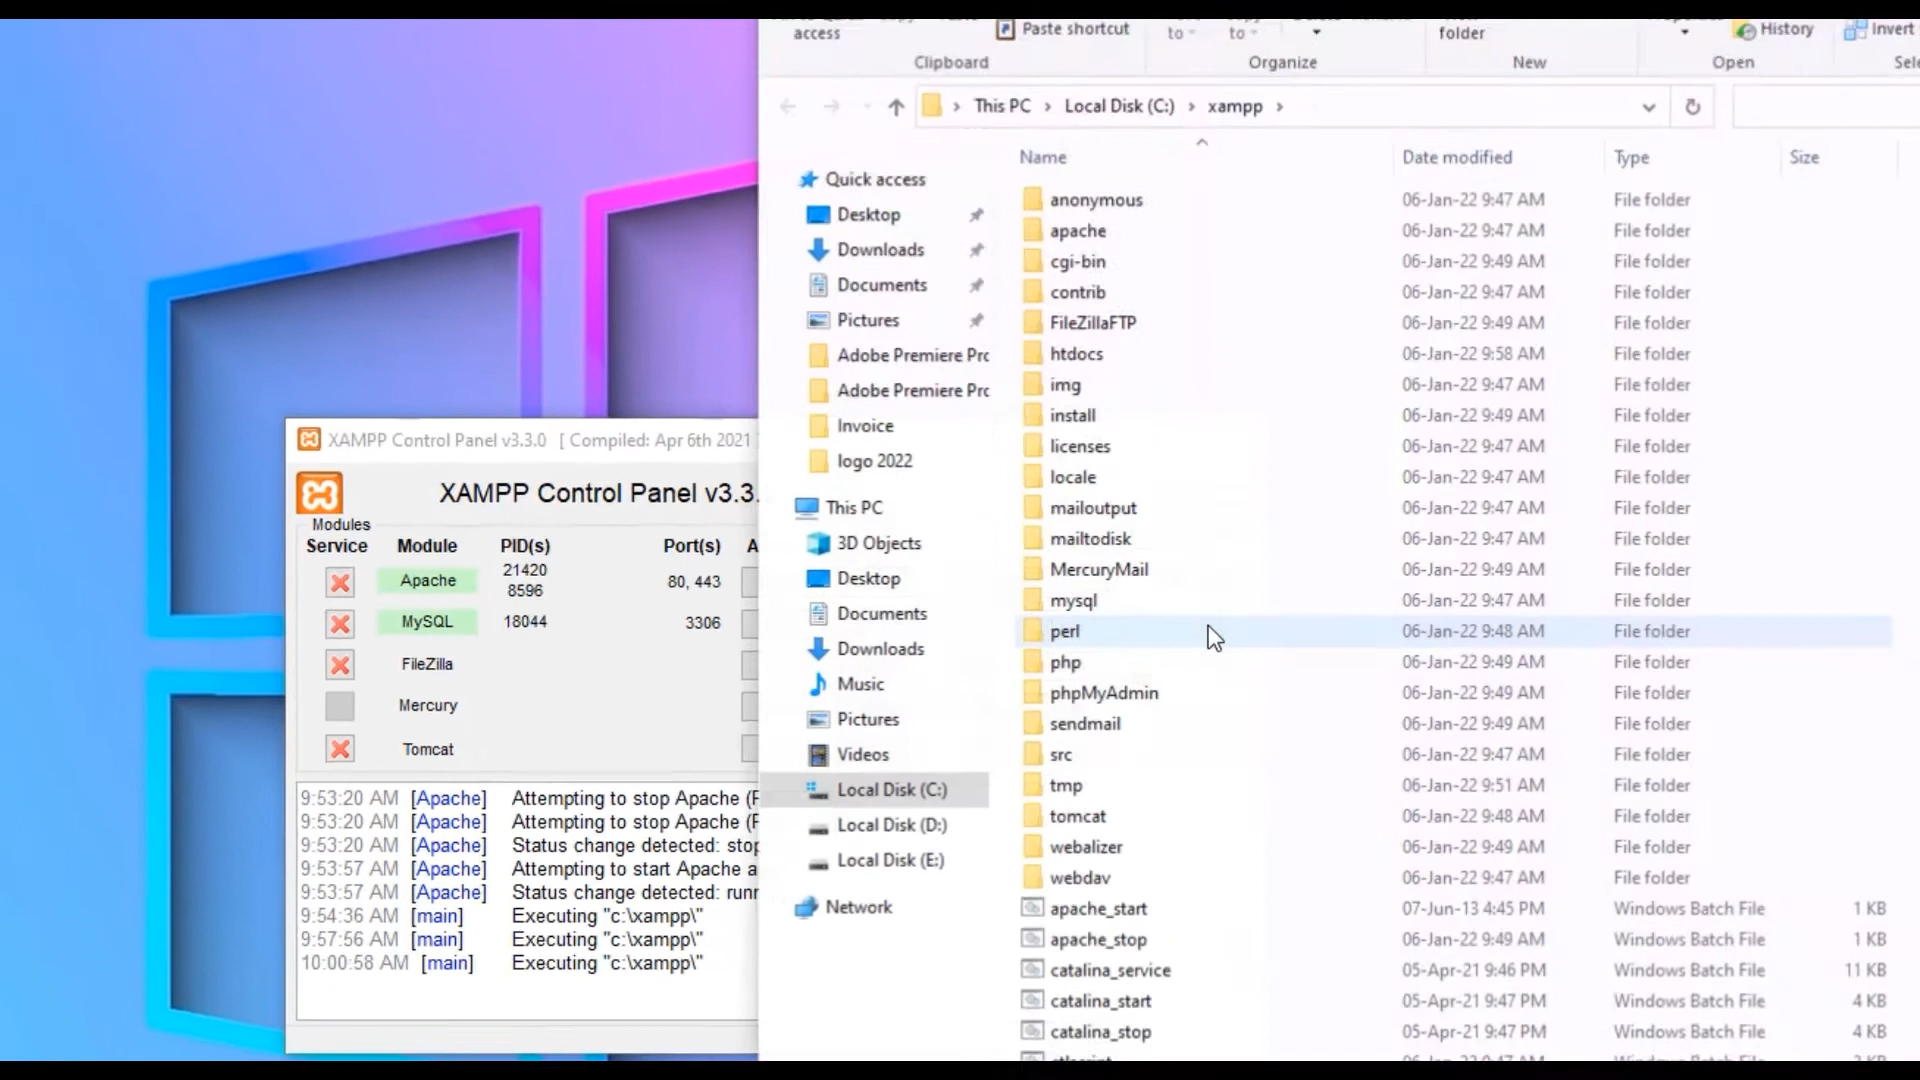 access
Paste shortcut
to
to
folder
History
Invert
Clipboard
Organize
New
Open
This PC
Local Disk (C:)
xampp
Name
Date modified
Type
Size
Quick access
Desktop
Downloads
Documents
Pictures
Adobe Premiere Prc
Adobe Premiere Prc
Invoice
logo 2022
This PC
3D Objects
Desktop
Documents
Downloads
Music
Pictures
Videos
Local Disk (C:)
Local Disk (D:)
Local Disk (E:)
Network
anonymous 06-Jan-22 9:47 AM File folder
apache 06-Jan-22 9:47 AM File folder
cgi-bin 06-Jan-22 9:49 AM File folder
contrib 06-Jan-22 9:47 AM File folder
FileZillaFTP 06-Jan-22 9:49 AM File folder
htdocs 06-Jan-22 9:58 AM File folder
img 06-Jan-22 9:47 AM File folder
install 06-Jan-22 9:49 AM File folder
licenses 06-Jan-22 9:47 AM File folder
locale 06-Jan-22 9:47 AM File folder
mailoutput 06-Jan-22 9:47 AM File folder
mailtodisk 06-Jan-22 9:47 AM File folder
MercuryMail 06-Jan-22 9:49 AM File folder
mysql 06-Jan-22 9:47 AM File folder
perl 06-Jan-22 9:48 AM File folder
php 06-Jan-22 9:49 AM File folder
phpMyAdmin 06-Jan-22 9:49 AM File folder
sendmail 06-Jan-22 9:49 AM File folder
src 06-Jan-22 9:47 AM File folder
tmp 06-Jan-22 9:51 AM File folder
tomcat 06-Jan-22 9:48 AM File folder
webalizer 06-Jan-22 9:49 AM File folder
webdav 06-Jan-22 9:47 AM File folder
apache_start 07-Jun-13 4:45 PM Windows Batch File 1 KB
apache_stop 06-Jan-22 9:49 AM Windows Batch File 1 KB
catalina_service 05-Apr-21 9:46 PM Windows Batch File 11 KB
catalina_start 05-Apr-21 9:47 PM Windows Batch File 4 KB
catalina_stop 05-Apr-21 9:47 PM Windows Batch File 4 KB
XAMPP Control Panel v3.3.0 [ Compiled: Apr 6th 2021
XAMPP Control Panel v3.3.
Modules
Service Module PID(s) Port(s) A
Apache 21420 80, 443
8596
MySQL 18044 3306
FileZilla
Mercury
Tomcat
9:53:20 AM [Apache] Attempting to stop Apache (F
9:53:20 AM [Apache] Attempting to stop Apache (F
9:53:20 AM [Apache] Status change detected: stop
9:53:57 AM [Apache] Attempting to start Apache a
9:53:57 AM [Apache] Status change detected: runn
9:54:36 AM [main] Executing "c:\xampp\"
9:57:56 AM [main] Executing "c:\xampp\"
10:00:58 AM [main] Executing "c:\xampp\"